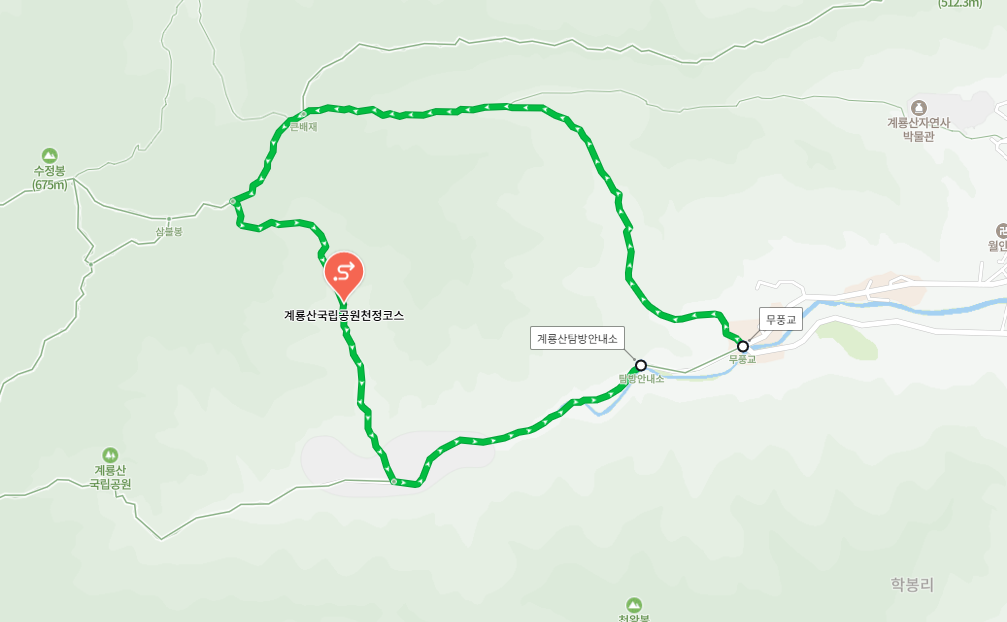 (512.3m)
계룡산자연사
박물관
큰배재
수정봉
(675m)
삼불봉
월인
계룡산국립공원천정코스
무풍교
계룡산탐방안내소
무풍교
탐방안내소
계룡산
국립공원
학봉리
천왕봉